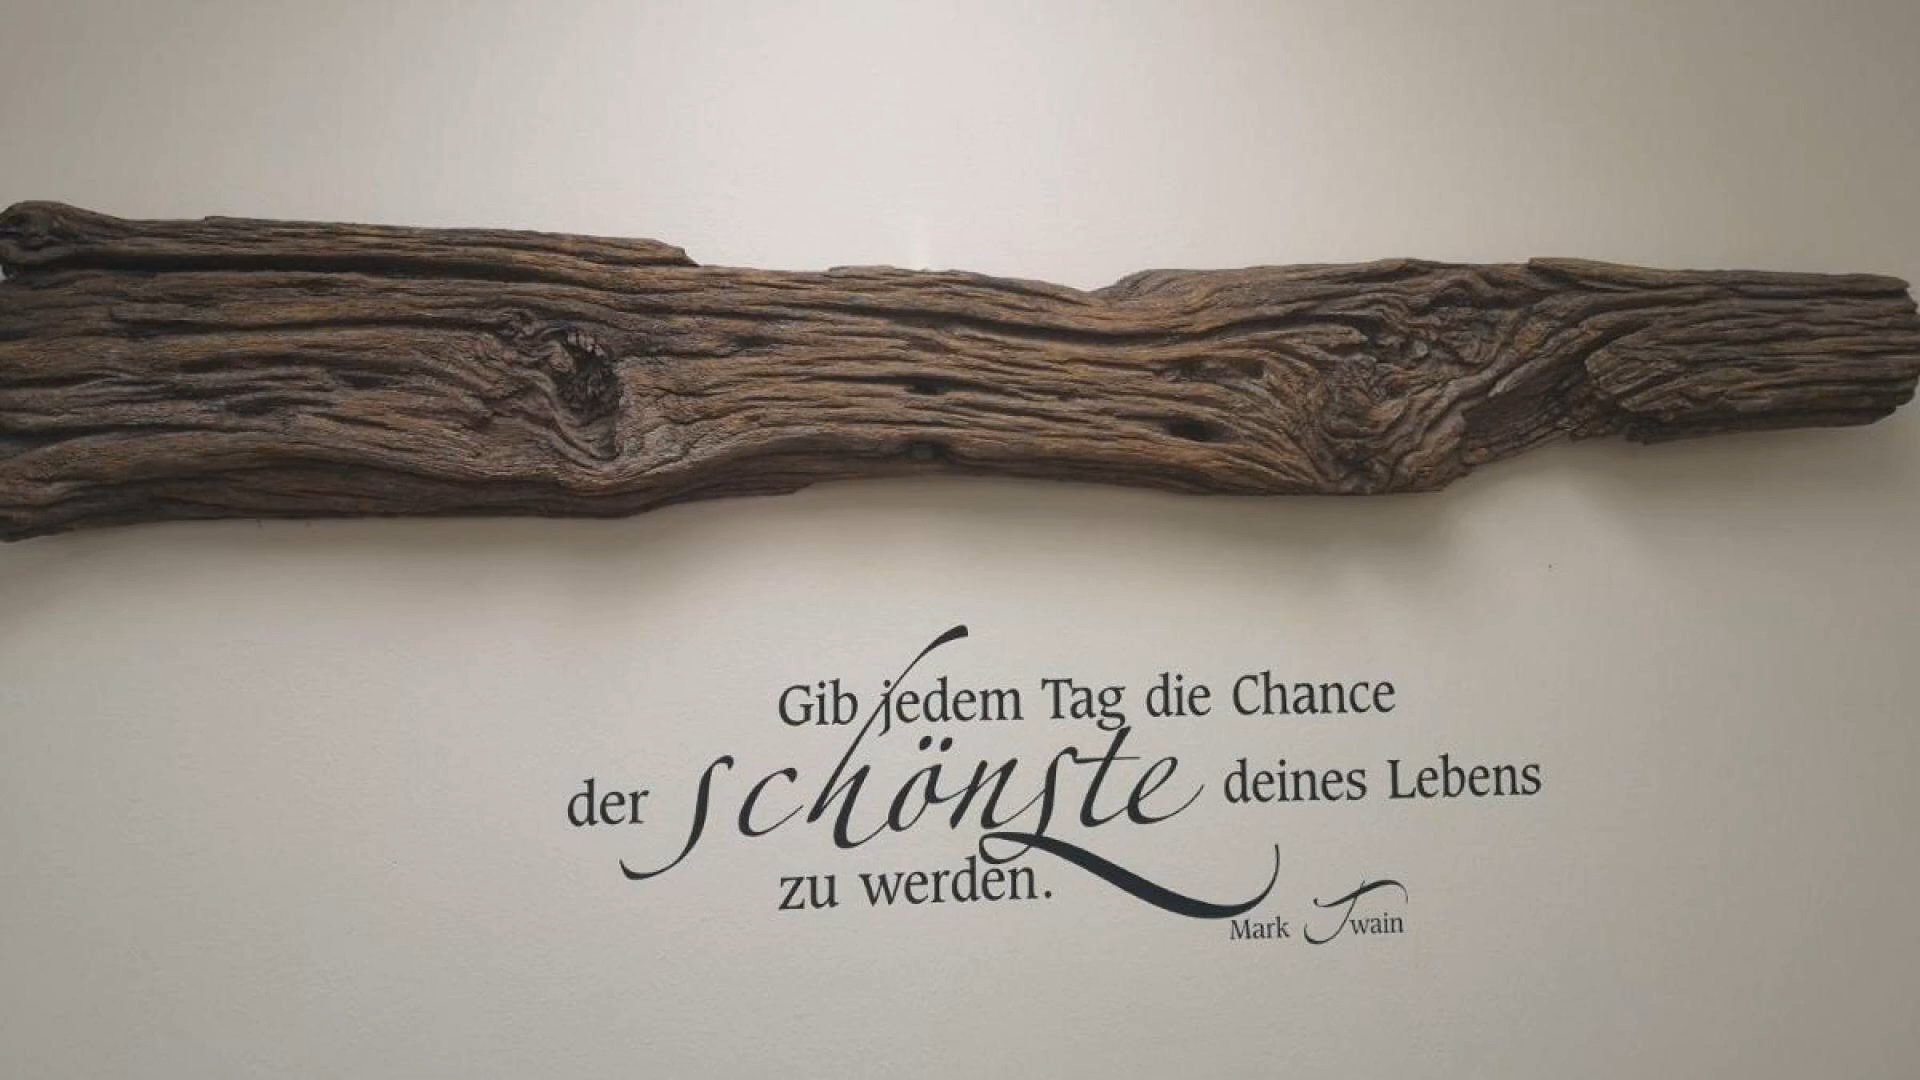 Gib jedem Tag die Chance
der schönste deines Lebens
zu werden.
Mark Twain